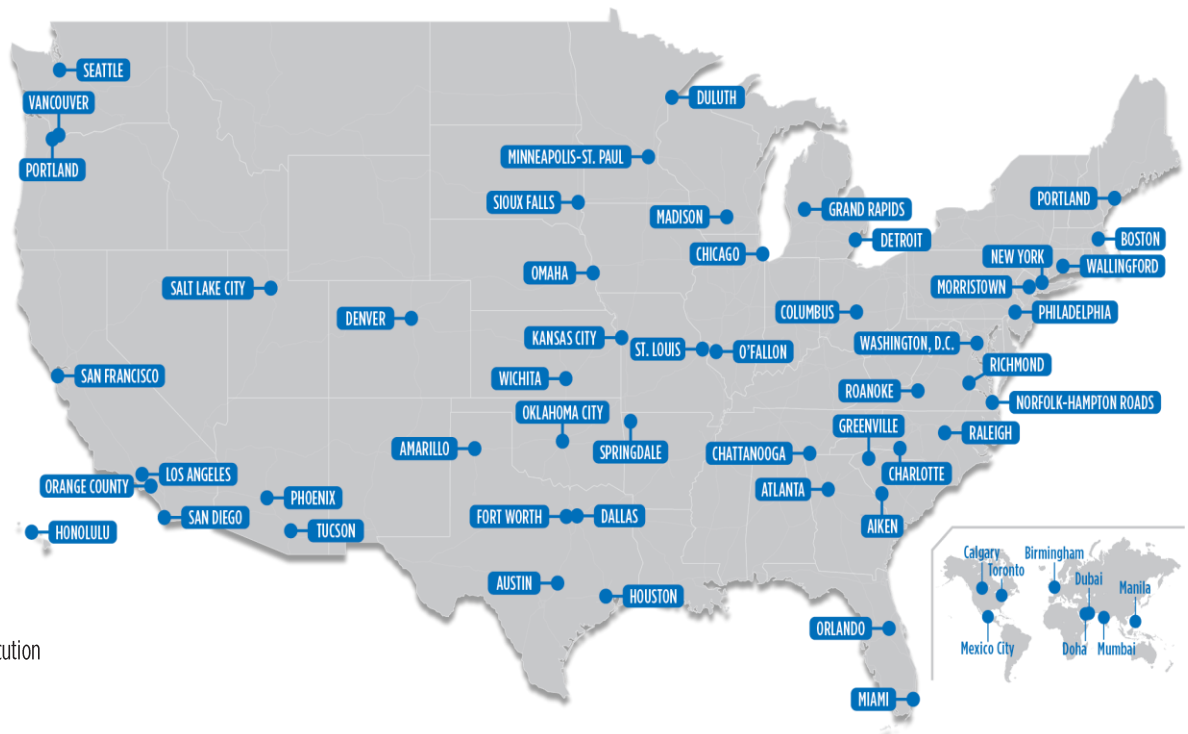 SEATTLE
VANCOUVER
PORTLAND
DULUTH
MINNEAPOLIS-ST. PAUL
SIOUX FALLS
MADISON
GRAND RAPIDS
PORTLAND
DETROIT
BOSTON
CHICAGO
NEW YORK
WALLINGFORD
OMAHA
SALT LAKE CITY
MORRISTOWN
DENVER
COLUMBUS
PHILADELPHIA
KANSAS CITY
ST. LOUIS
O'FALLON
WASHINGTON, D.C.
RICHMOND
SAN FRANCISCO
WICHITA
ROANOKE
NORFOLK-HAMPTON ROADS
OKLAHOMA CITY
GREENVILLE
RALEIGH
AMARILLO
SPRINGDALE
CHATTANOOGA
CHARLOTTE
LOS ANGELES
ORANGE COUNTY
PHOENIX
ATLANTA
SAN DIEGO
FORT WORTH
DALLAS
AIKEN
HONOLULU
TUCSON
Calgary
Birmingham
Toronto
Dubai
Manila
AUSTIN
HOUSTON
ORLANDO
Mexico City
Doha
Mumbai
MIAMI